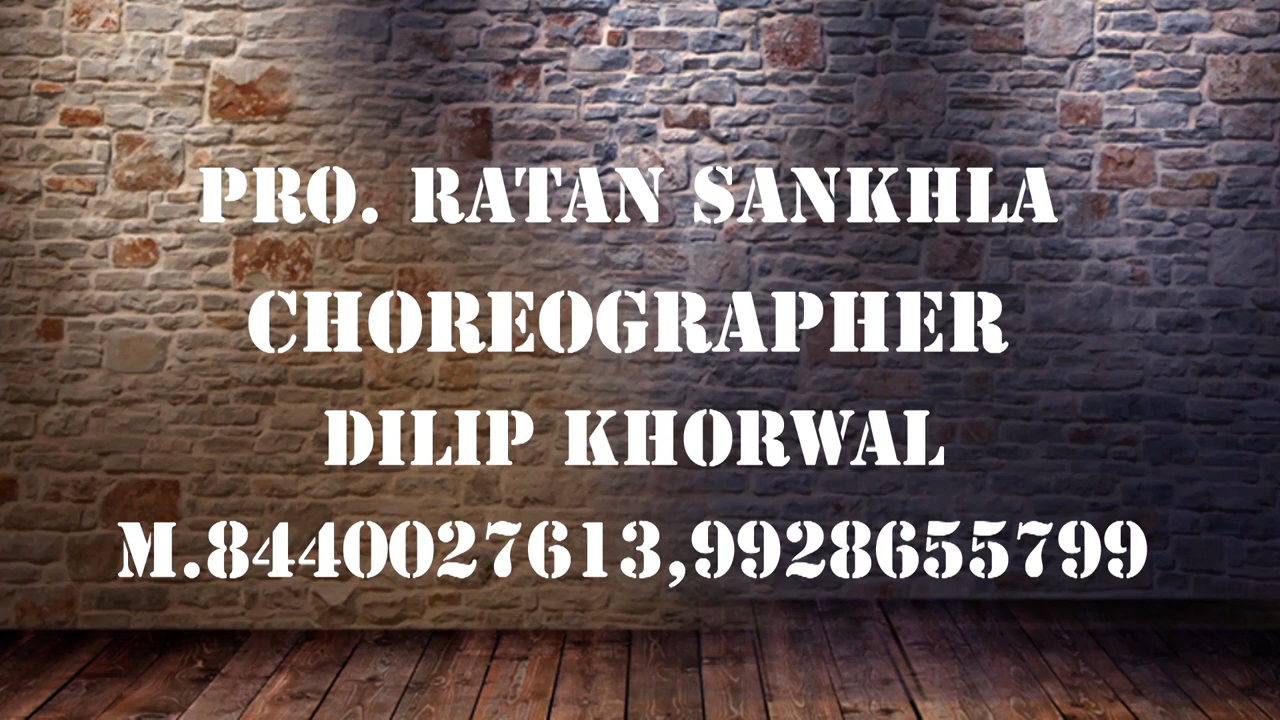 PRO. RATAN SANKHLA
CHOREOGRAPHER
DILIP KHORWAL
M.8440027613,9928655799